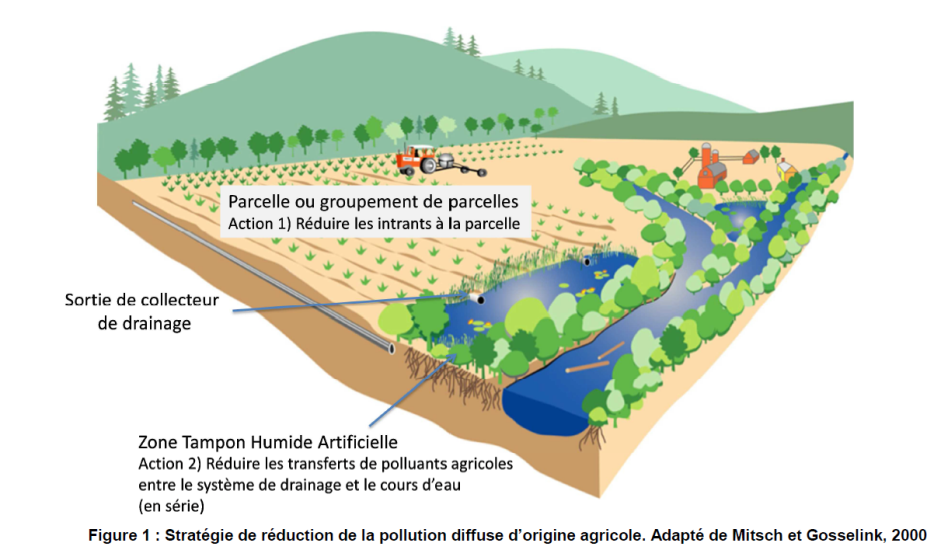 Parcelle ou groupement de parcelles
Action 1) Réduire les intrants à la parcelle
Sortie de collecteur
de drainage
Zone Tampon Humide Artificielle
Action 2) Réduire les transferts de polluants agricoles
entre le système de drainage et le cours d’eau
(en série)
Figure 1 : Stratégie de réduction de la pollution diffuse d’origine agricole. Adapté de Mitsch et Gosselink, 2000